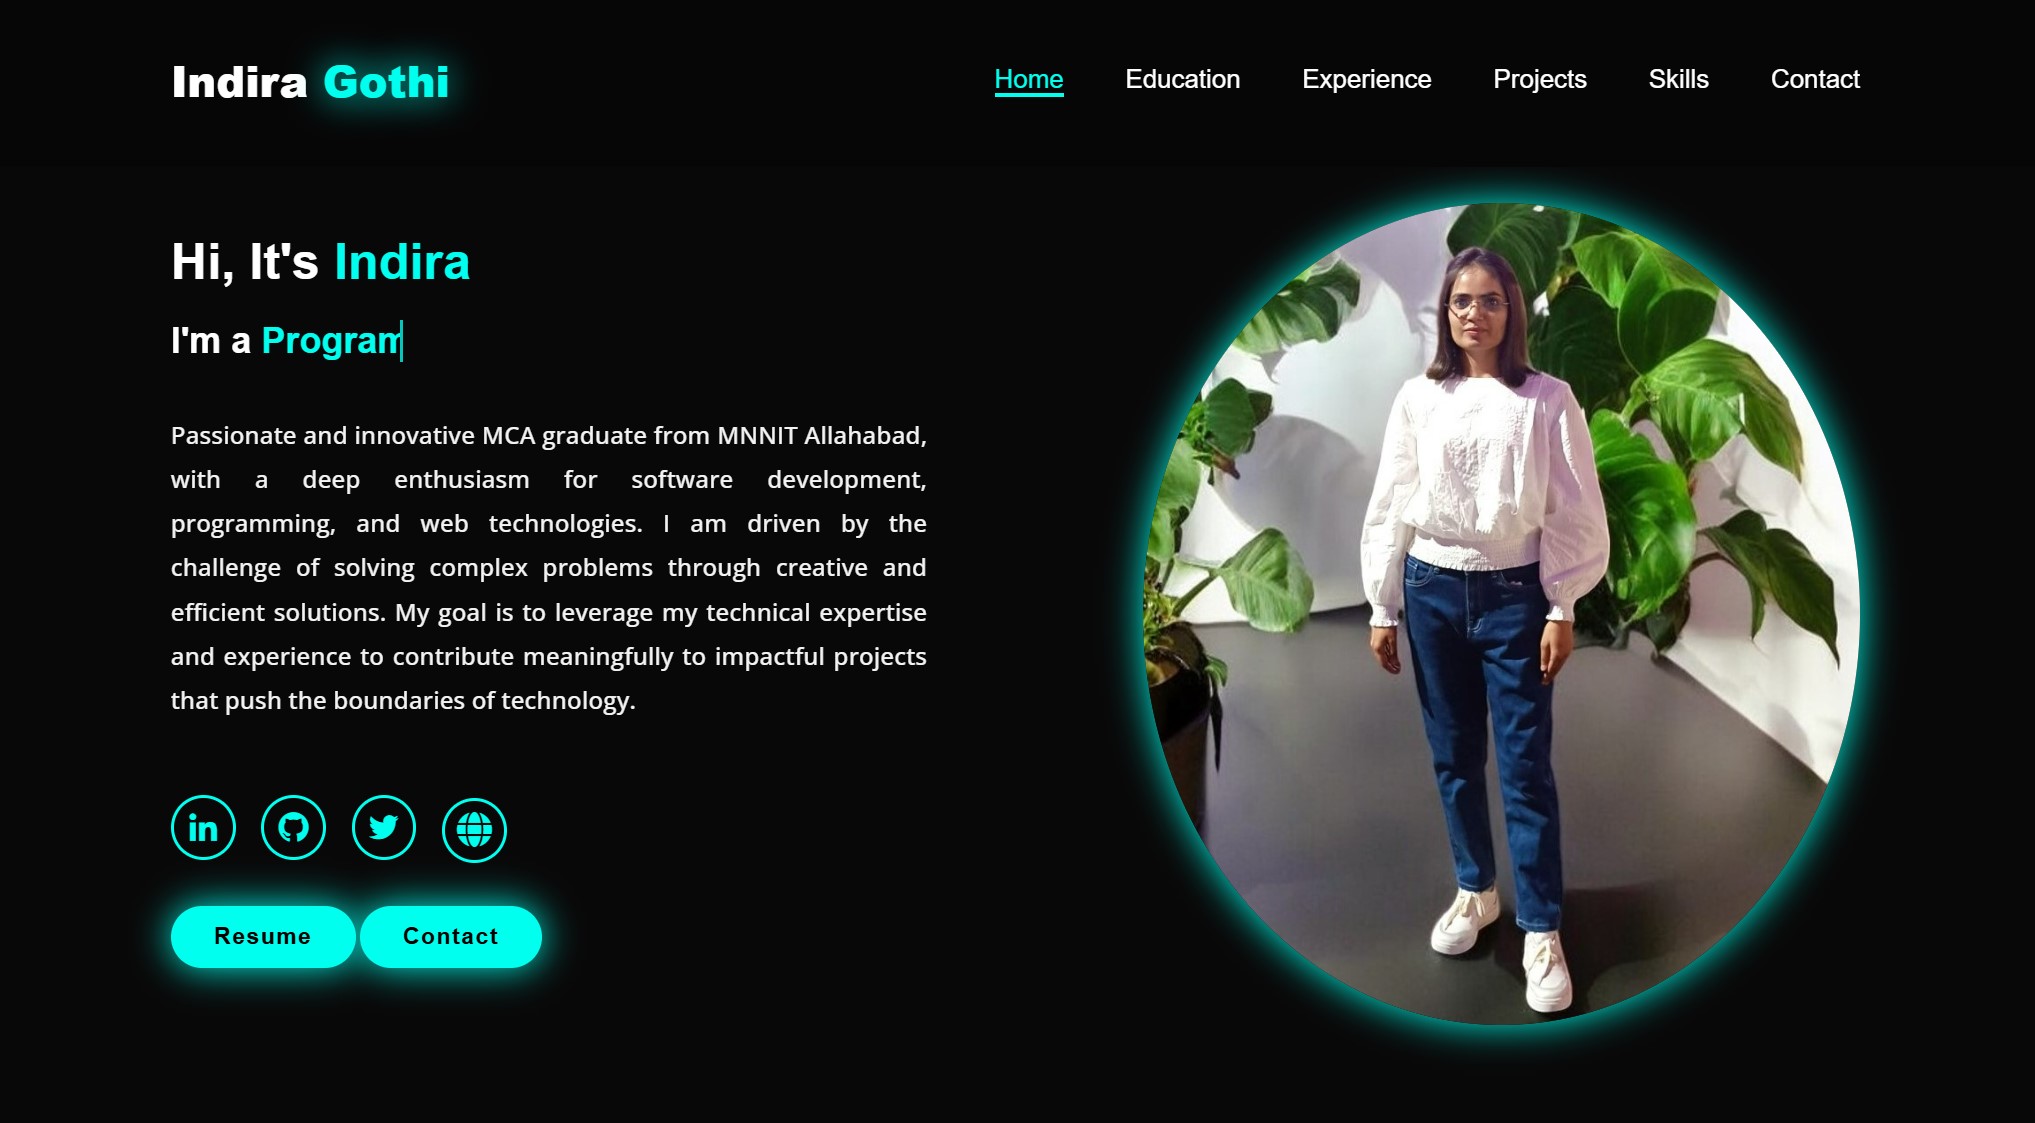 Indira Gothi
Home Education Experience Projects Skills Contact
Hi, It's Indira
I'm a Program
Passionate and innovative MCA graduate from MNNIT Allahabad,
with a deep enthusiasm for software development,
programming, and web technologies. I am driven by the
challenge of solving complex problems through creative and
efficient solutions. My goal is to leverage my technical expertise
and experience to contribute meaningfully to impactful projects
that push the boundaries of technology.
in
Resume Contact